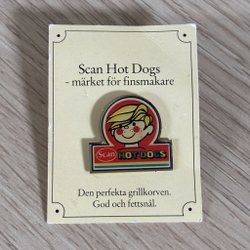 Scan Hot Dogs
- märket för finsmakare
Scan HOT DOGS
Den perfekta grillkorven.
God och fettsnål.